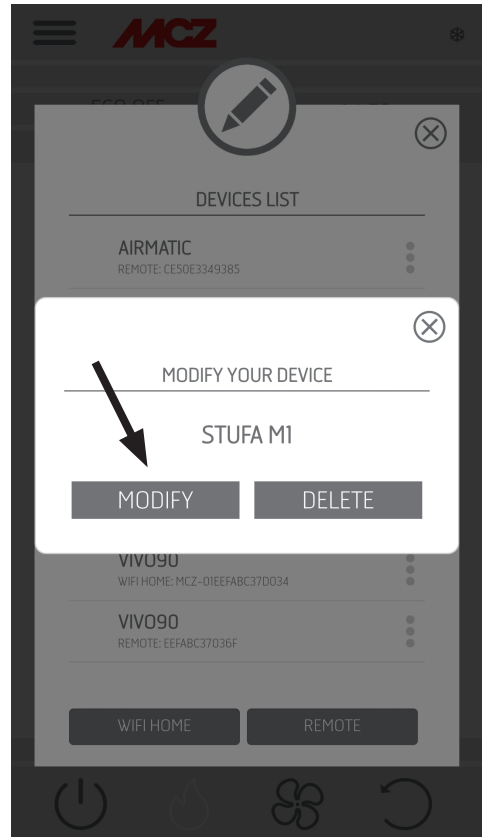 MCZ
DEVICES LIST
AIRMATIC
REMOTE: CE50E3349385
MODIFY YOUR DEVICE
STUFA M1
MODIFY DELETE
VIVO90
WIFI HOME: MCZ-01EEFABC37D034
VIVO90
REMOTE: EEFABC37036F
WIFI HOME REMOTE